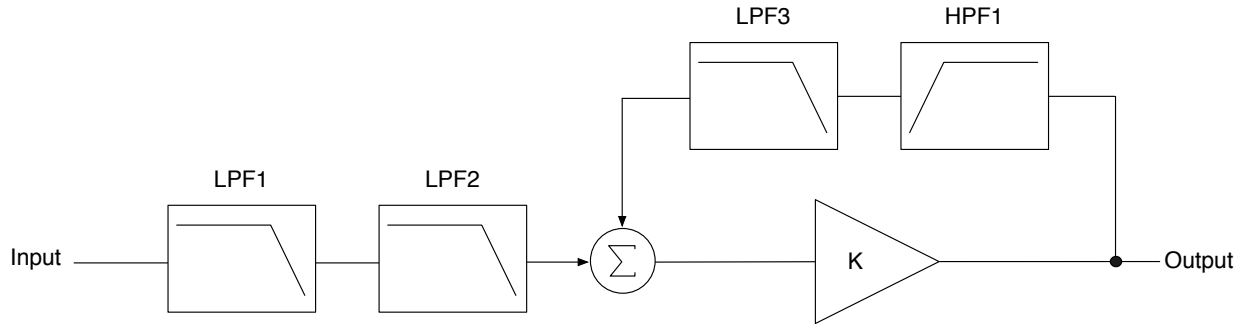 LPF3
HPF1
LPF1
LPF2
Input
Σ
K
Output